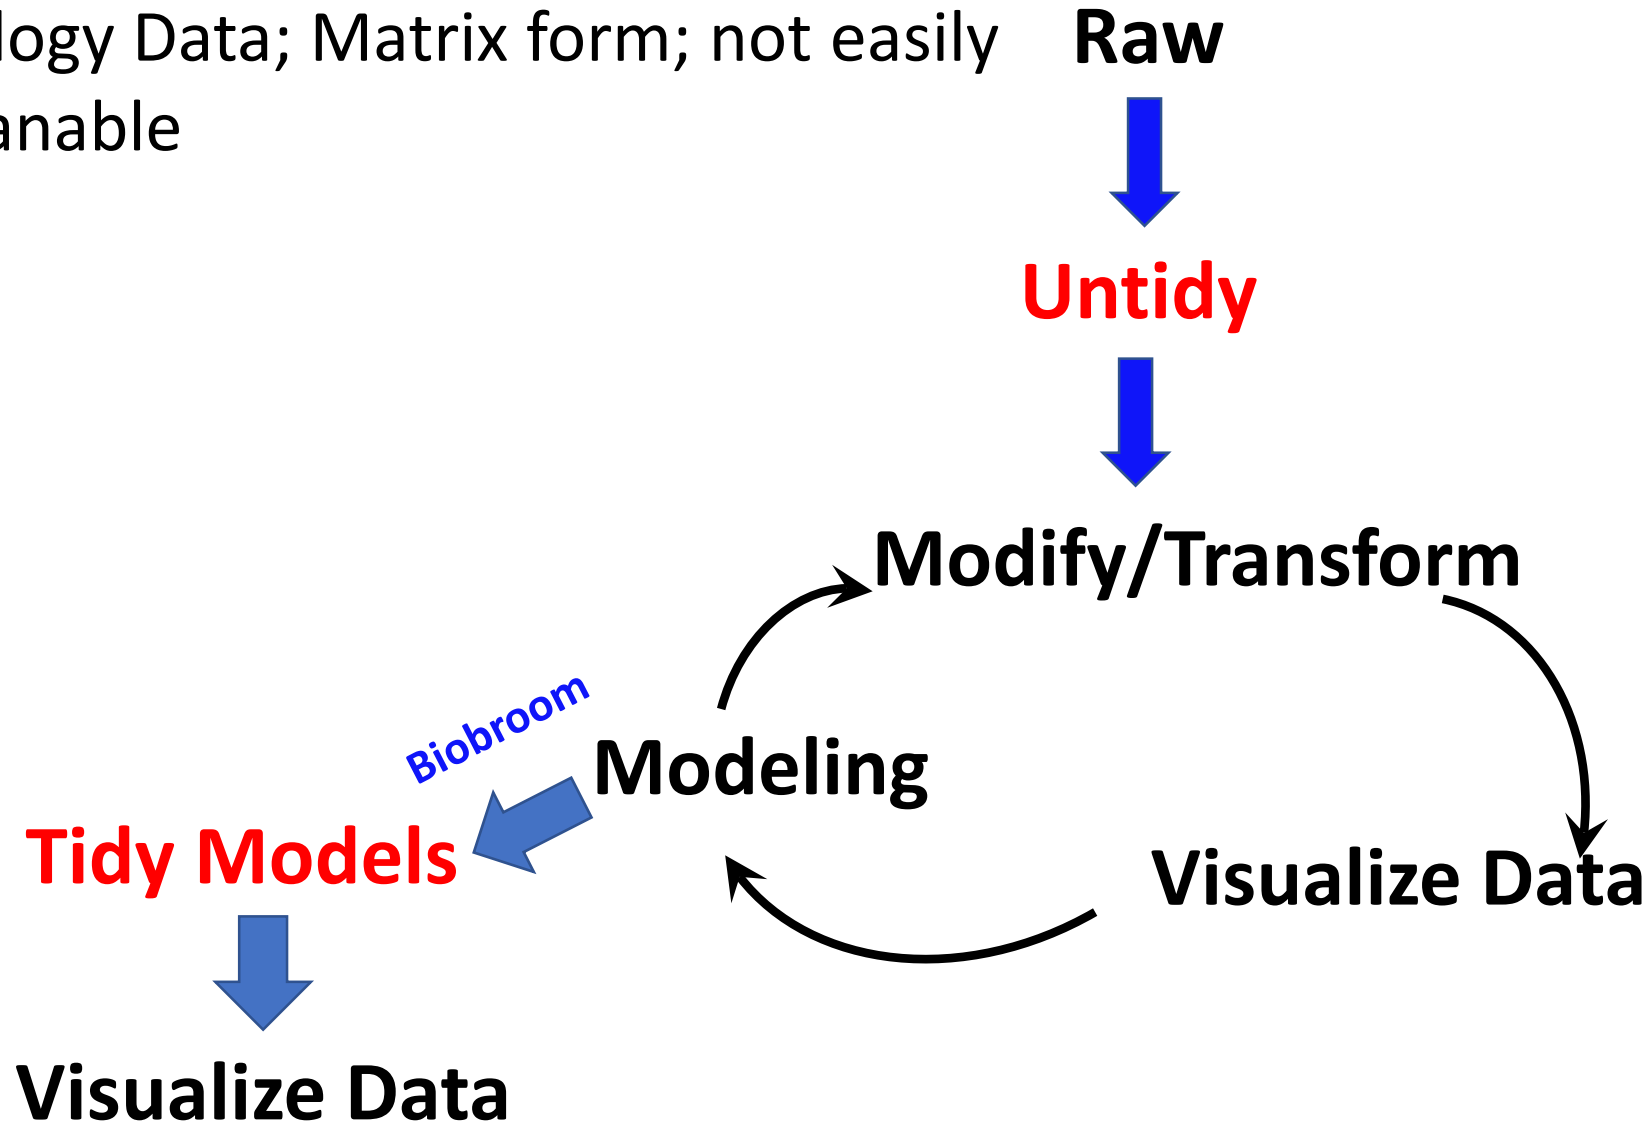 logy Data; Matrix form; not easily
anable
Raw
Untidy
Modify/Transform
Biobroom
Modeling
Tidy Models
Visualize Data
Visualize Data